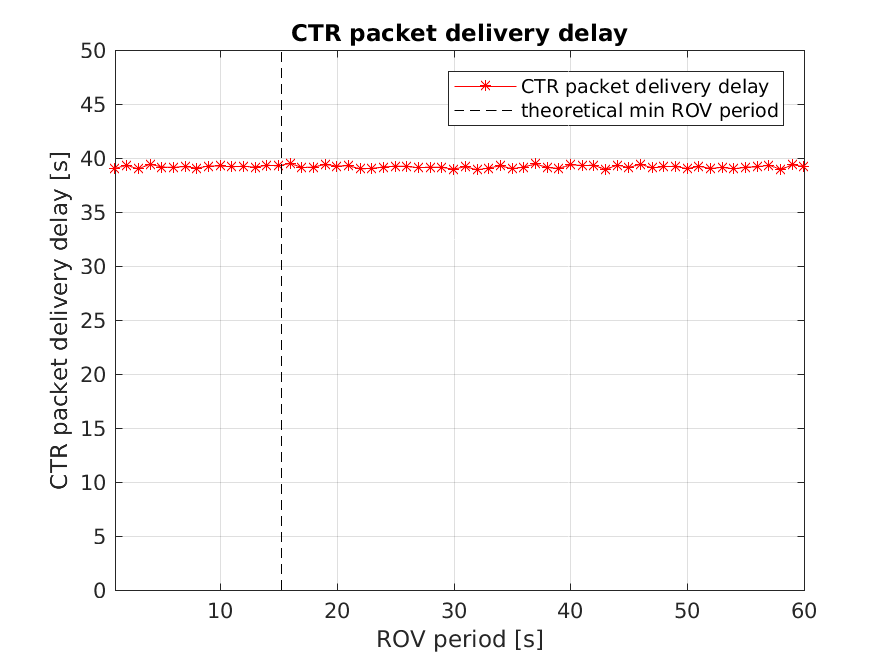 CTR packet delivery delay
CTR packet delivery delay
theoretical min ROV period
CTR packet delivery delay [s]
50
45
40
35
30
25
20
15
10
5
0
10 20 30 40 50 60
ROV period [s]